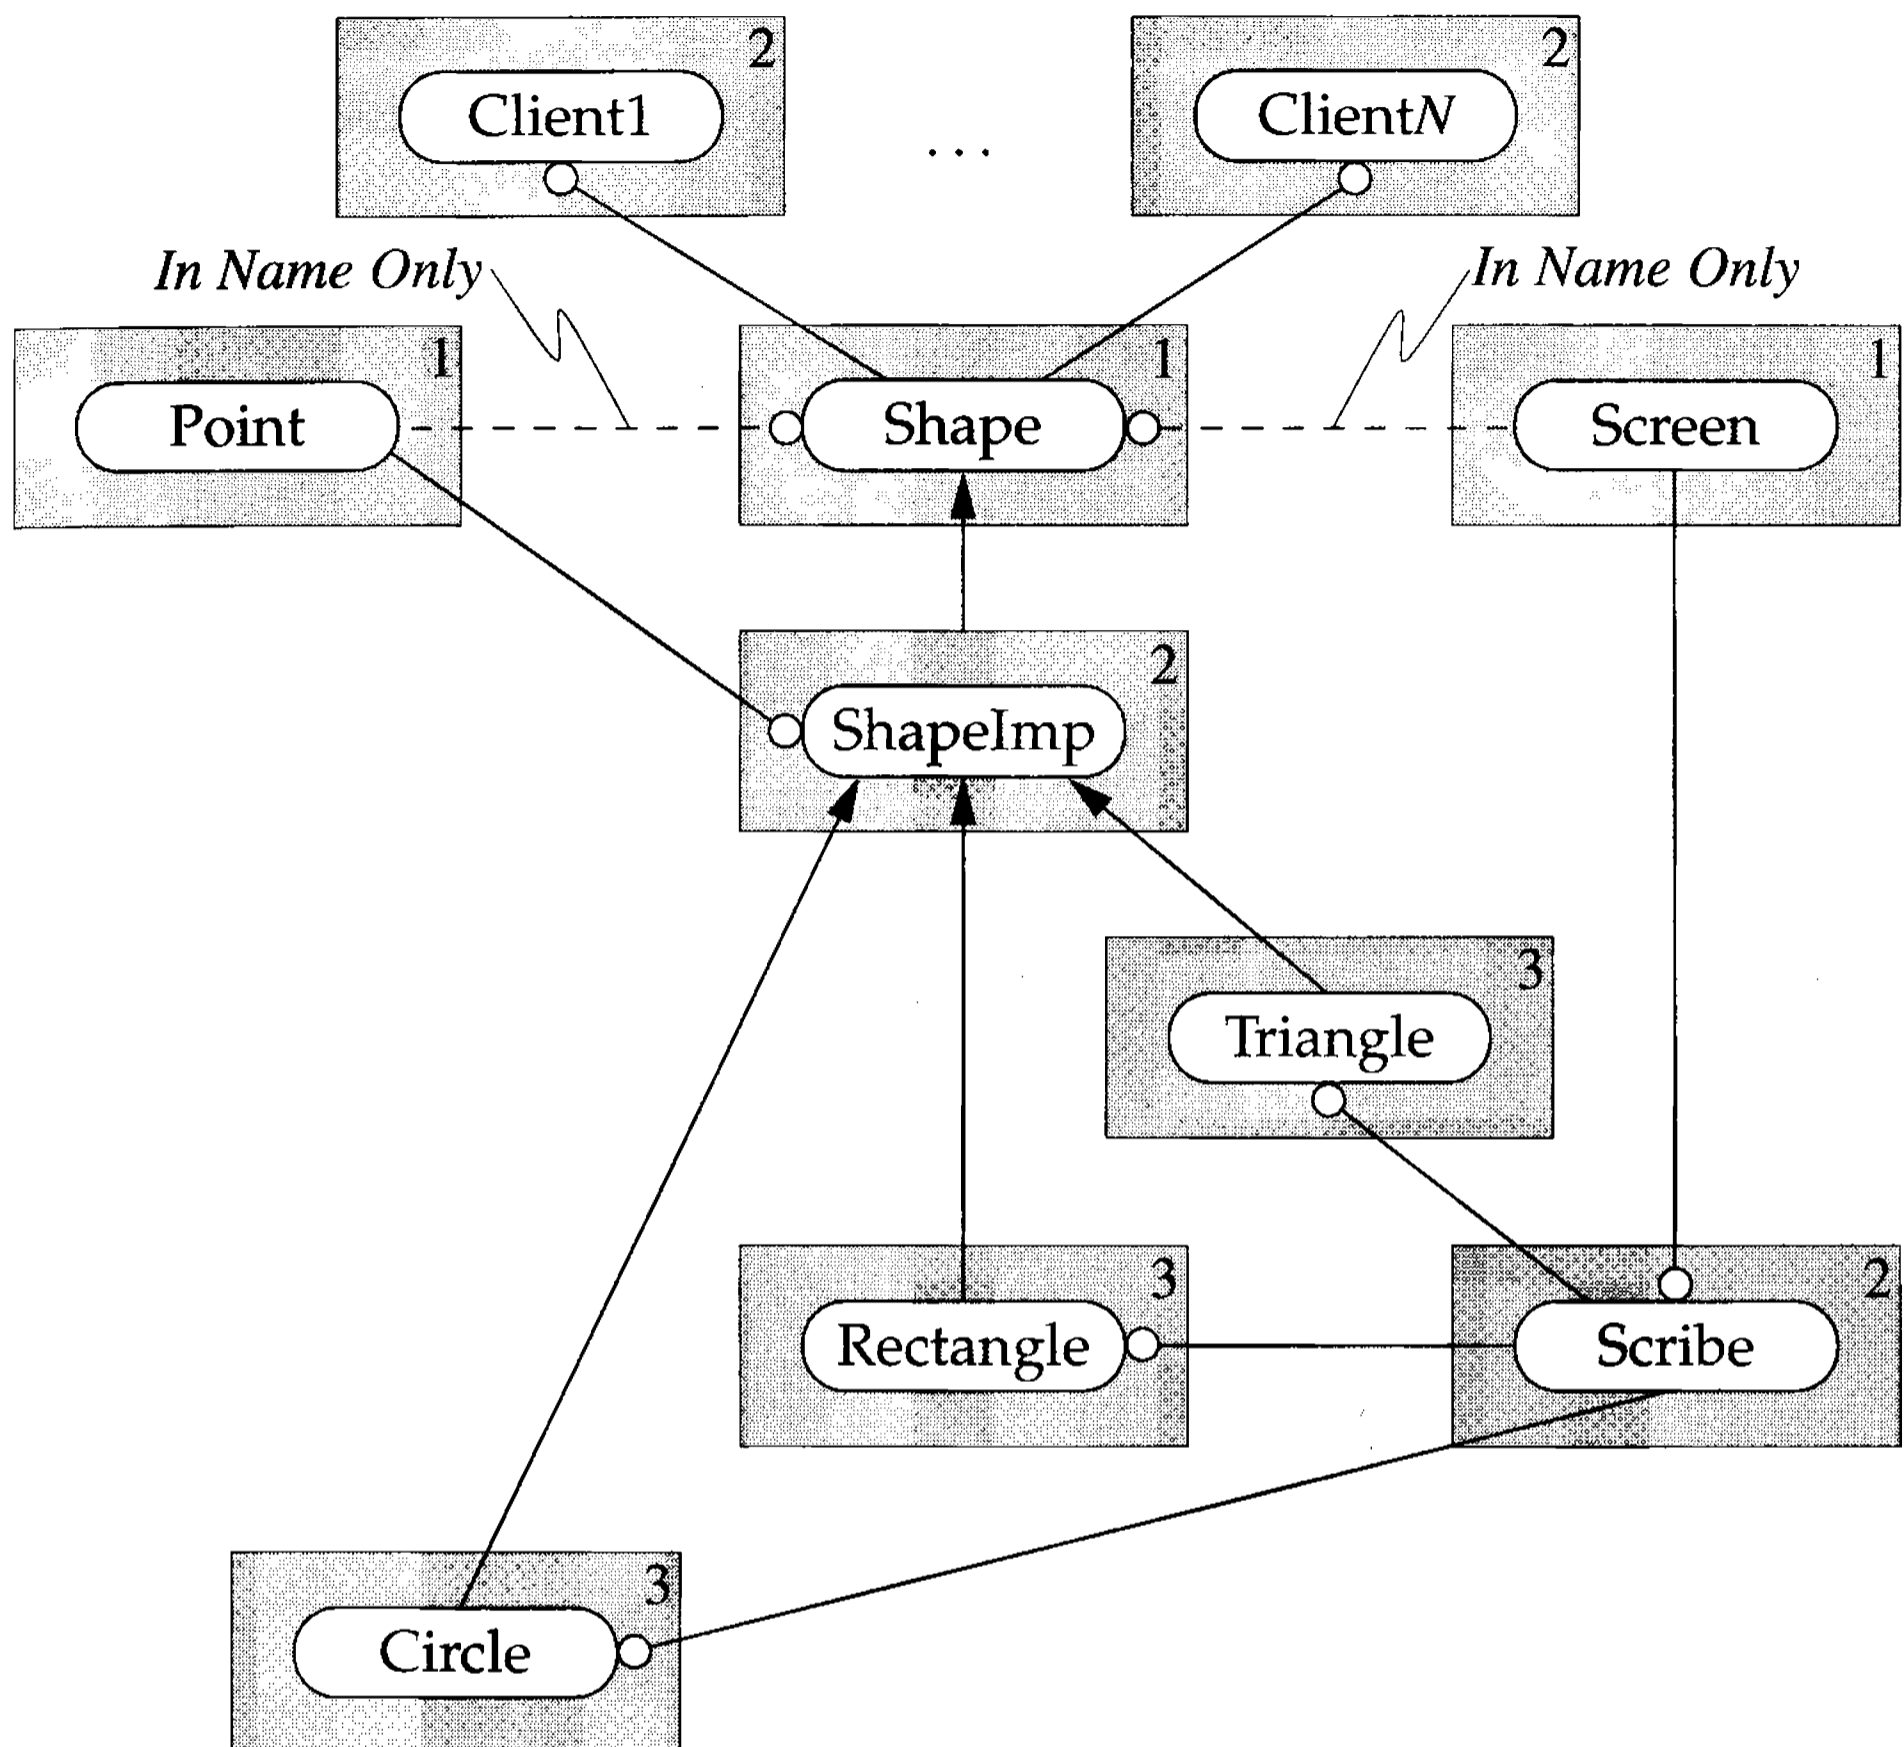 2
2
Client1
ClientN
...
In Name Only
In Name Only
1
1
1
Point
Shape
Screen
2
ShapeImp
3
Triangle
3
2
Rectangle
Scribe
3
Circle